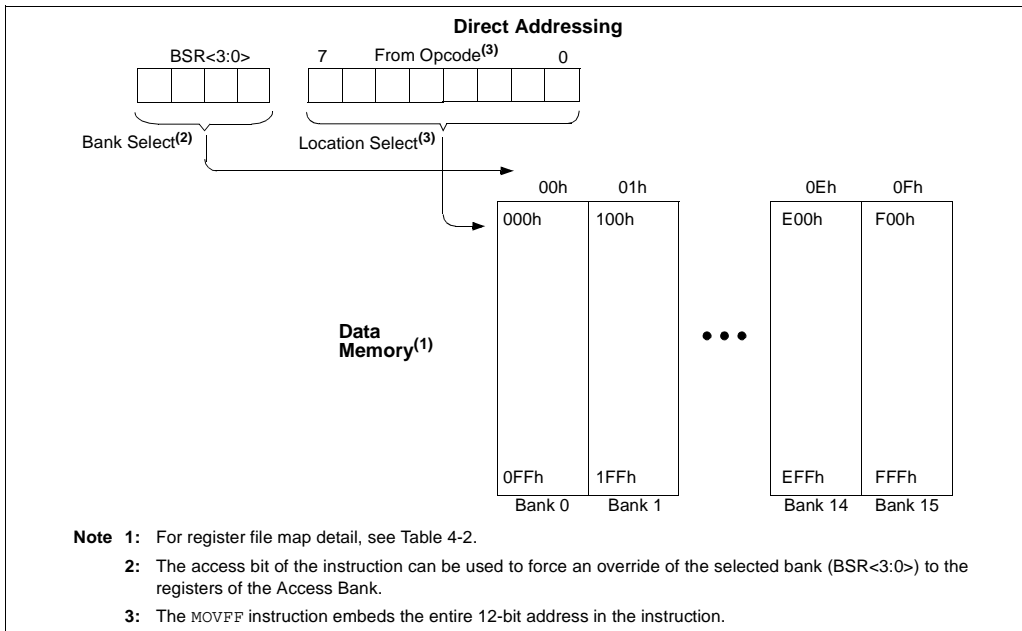 Direct Addressing
BSR<3:0> 7 From Opcode(3) 0
Bank Select(2) Location Select(3)
00h 01h 0Eh 0Fh
000h 100h E00h F00h
Data
Memory(1)
0FFh 1FFh EFFh FFFh
Bank 0 Bank 1 Bank 14 Bank 15
Note 1: For register file map detail, see Table 4-2.
2: The access bit of the instruction can be used to force an override of the selected bank (BSR<3:0>) to the
registers of the Access Bank.
3: The MOVFF instruction embeds the entire 12-bit address in the instruction.